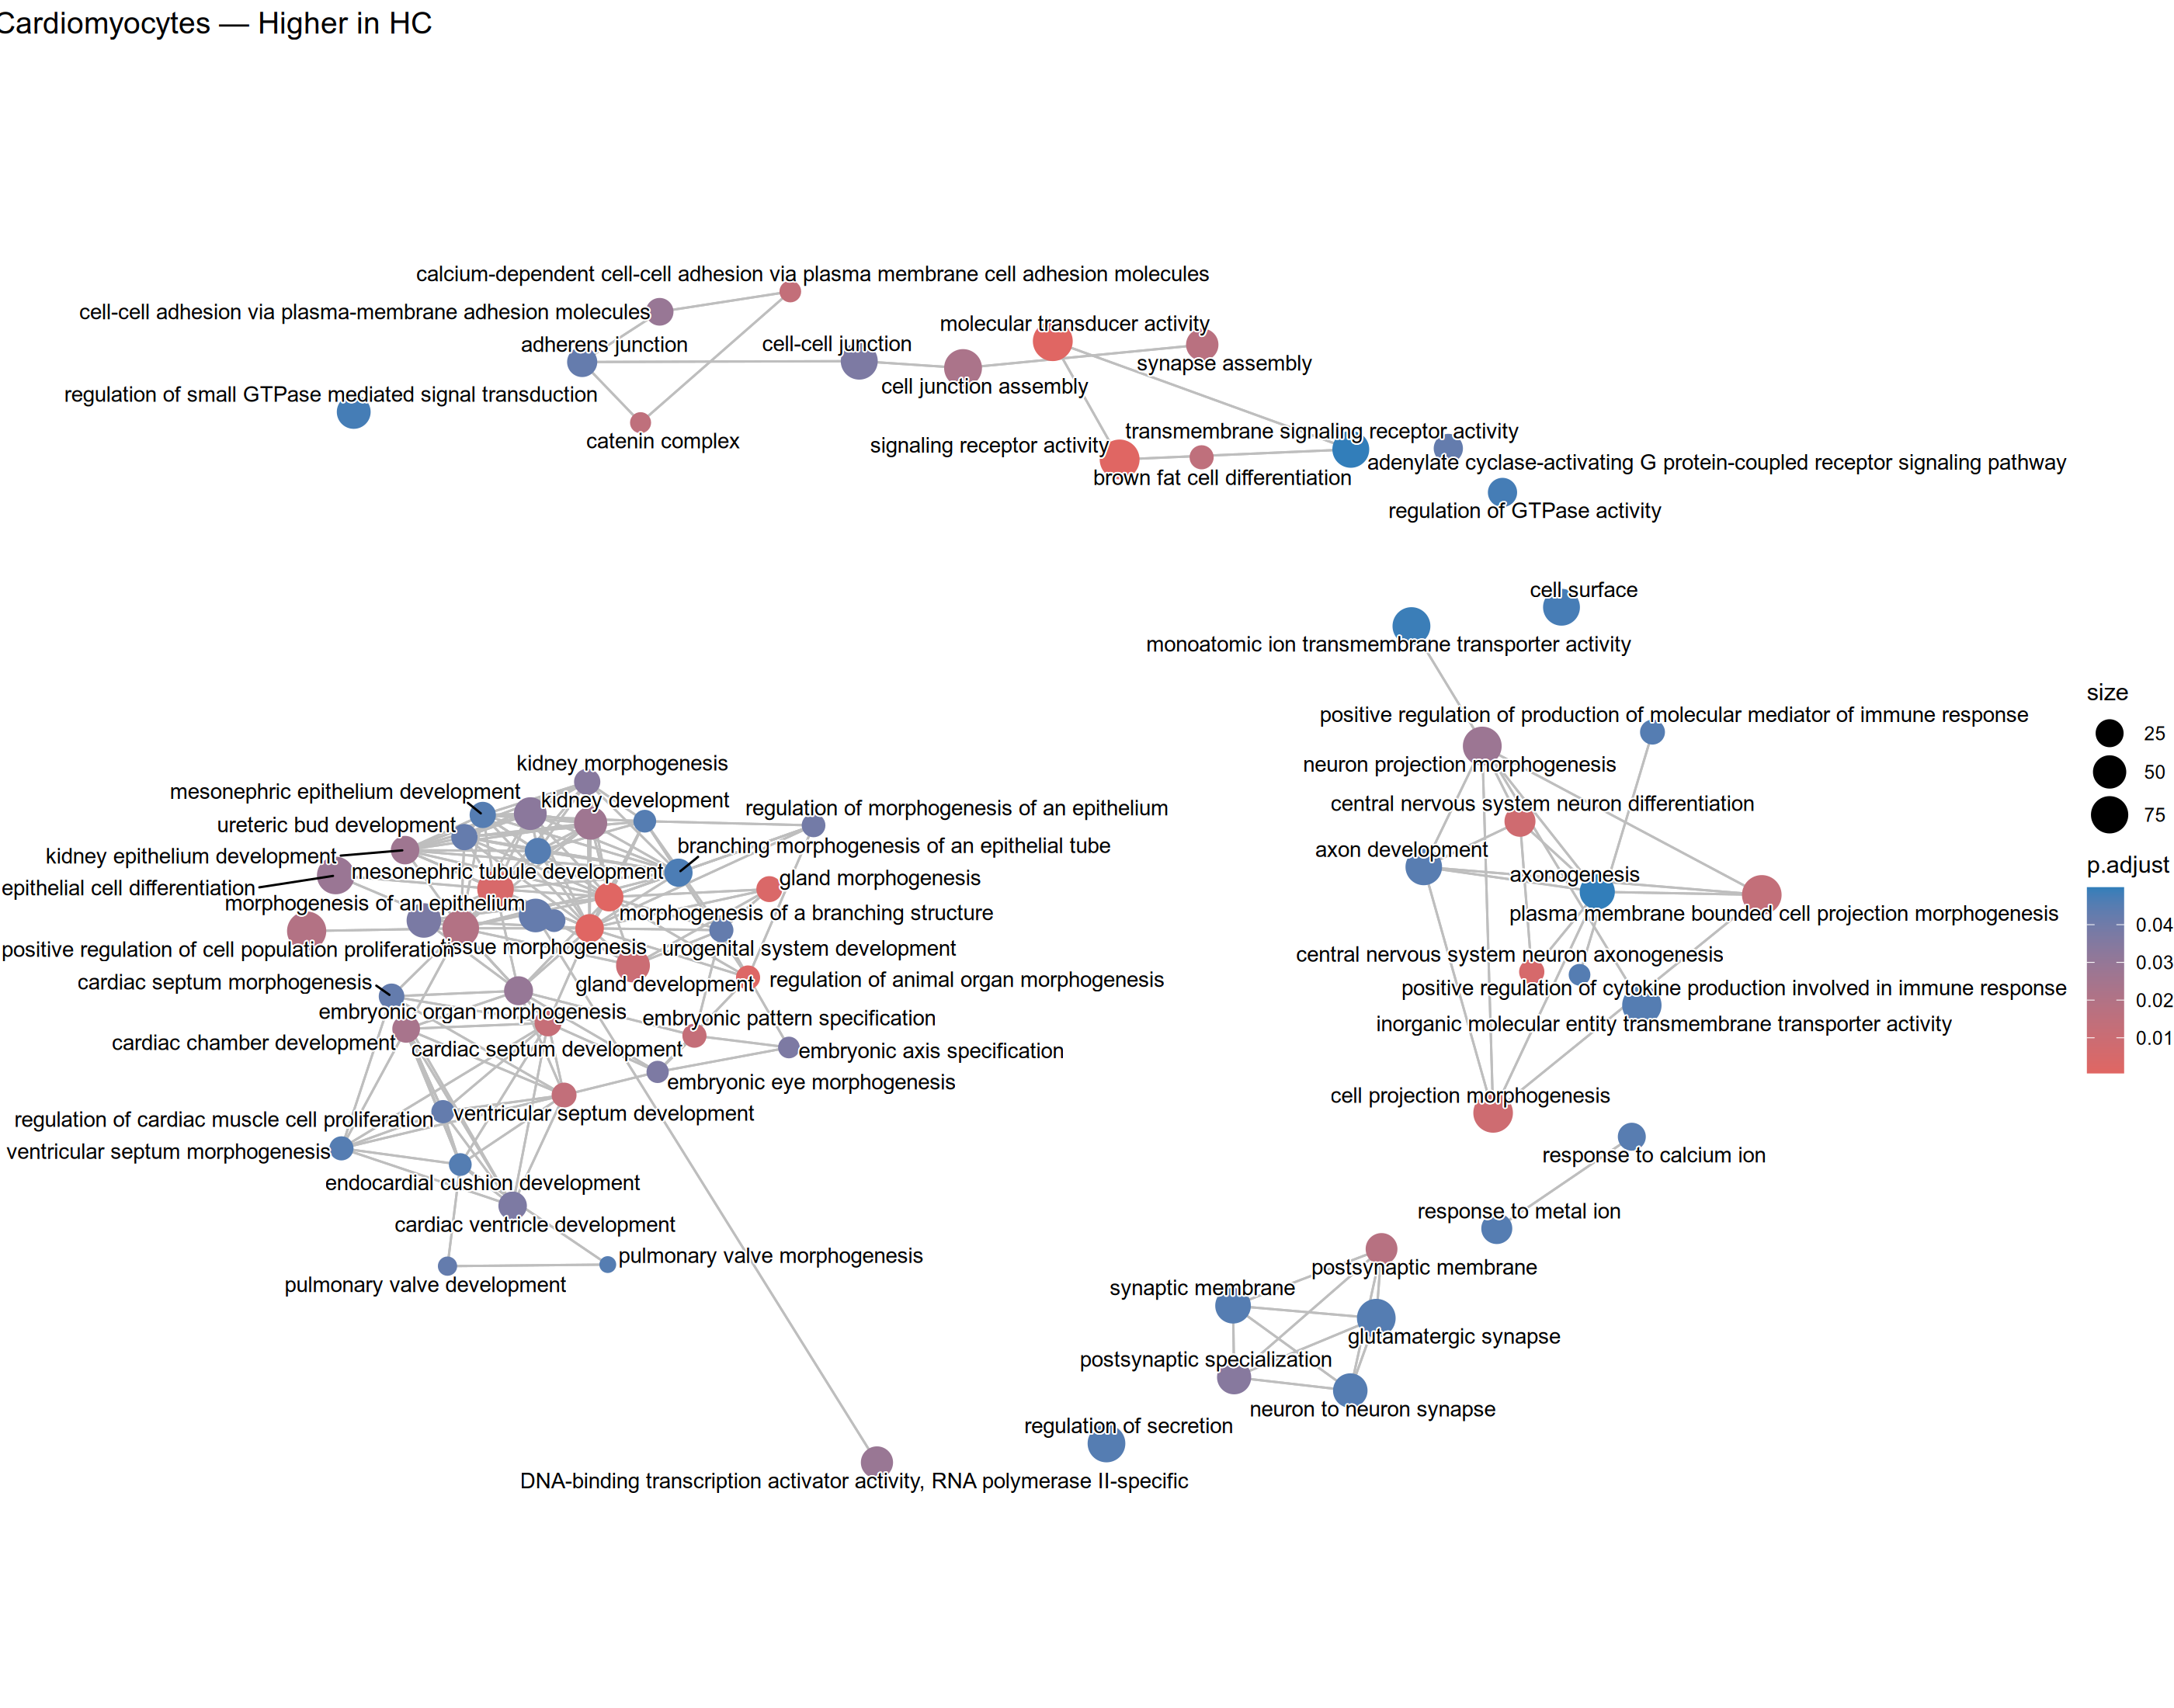 Cardiomyocytes — Higher in HC
calcium-dependent cell-cell adhesion via plasma membrane cell adhesion molecules
cell-cell adhesion via plasma-membrane adhesion molecules
molecular transducer activity
adherens junction
cell-cell junction
synapse assembly
cell junction assembly
regulation of small GTPase mediated signal transduction
transmembrane signaling receptor activity
catenin complex
signaling receptor activity
adenylate cyclase-activating G protein-coupled receptor signaling pathway
brown fat cell differentiation
regulation of GTPase activity
cell surface
monoatomic ion transmembrane transporter activity
size
positive regulation of production of molecular mediator of immune response
25
kidney morphogenesis
neuron projection morphogenesis
50
mesonephric epithelium development
kidney development
central nervous system neuron differentiation
regulation of morphogenesis of an epithelium
75
ureteric bud development
branching morphogenesis of an epithelial tube
axon development
kidney epithelium development
p.adjust
mesonephric tubule development
axonogenesis
gland morphogenesis
epithelial cell differentiation
morphogenesis of an epithelium
morphogenesis of a branching structure
plasma membrane bounded cell projection morphogenesis
0.04
positive regulation of cell population proliferation
tissue morphogenesis
urogenital system development
central nervous system neuron axonogenesis
0.03
cardiac septum morphogenesis
gland development
regulation of animal organ morphogenesis
positive regulation of cytokine production involved in immune response
0.02
embryonic organ morphogenesis
embryonic pattern specification
inorganic molecular entity transmembrane transporter activity
0.01
cardiac chamber development
cardiac septum development
embryonic axis specification
embryonic eye morphogenesis
cell projection morphogenesis
regulation of cardiac muscle cell proliferation
ventricular septum development
ventricular septum morphogenesis
response to calcium ion
endocardial cushion development
response to metal ion
cardiac ventricle development
pulmonary valve morphogenesis
postsynaptic membrane
pulmonary valve development
synaptic membrane
glutamatergic synapse
postsynaptic specialization
neuron to neuron synapse
regulation of secretion
DNA-binding transcription activator activity, RNA polymerase II-specific